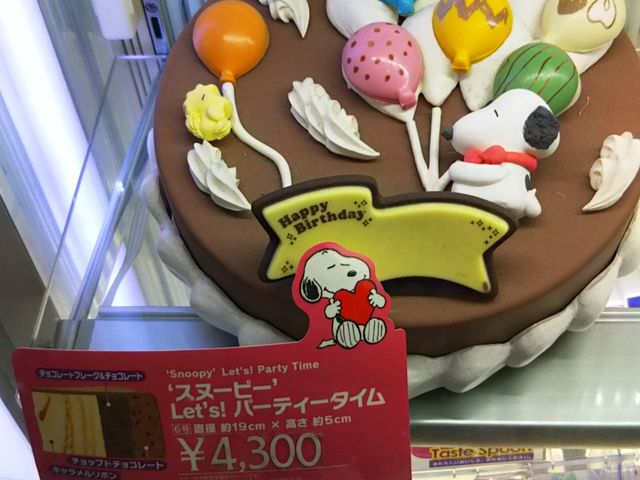 Happy
Birthday
チョコレートフレーク&チョコレート
チョップドチョコレート
キャラメルリボン
'Snoopy' Let's! Party Time
'スヌーピー'
Let's! パーティータイム
6号 直径 約19cm × 高さ 約5cm
¥4,300
Taste Spoon